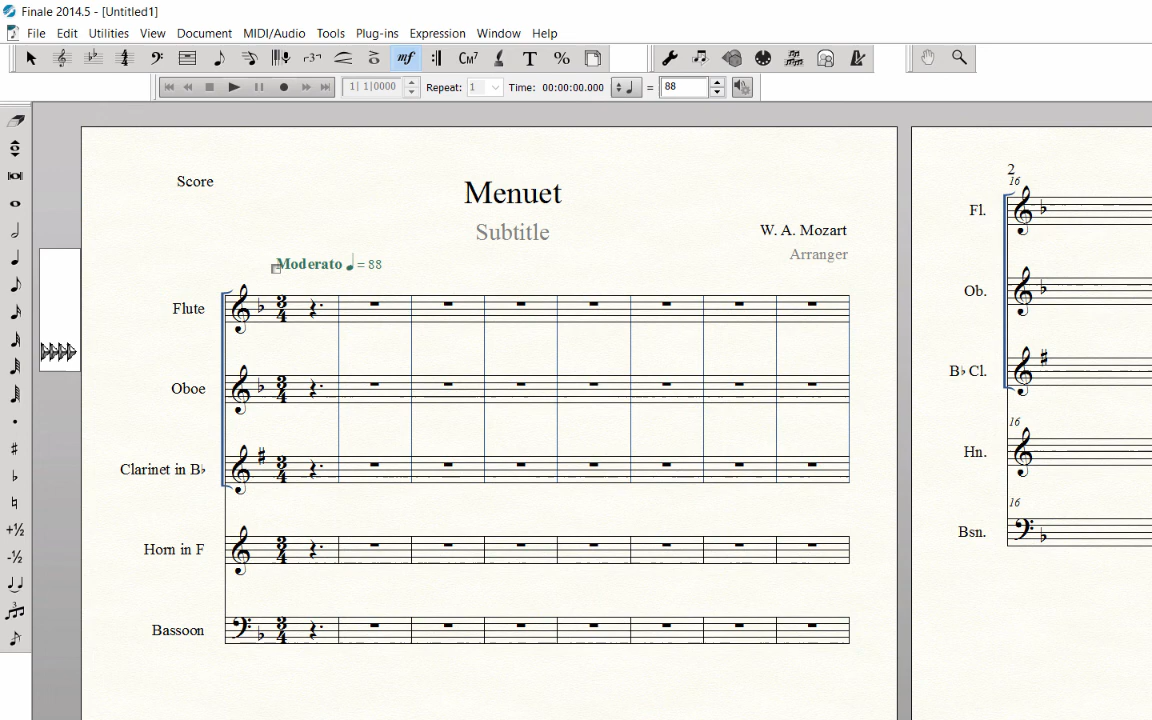 Finale 2014.5 - [Untitled1]
File Edit Utilities View Document MIDI/Audio Tools Plug-ins Expression Window Help
mf CM7 T %
1| 1|0000 Repeat: 1 Time: 00:00:00.000 = 88
Score
Menuet
Subtitle
W. A. Mozart
Arranger
Moderato ♩ = 88
Flute
Oboe
Clarinet in B♭
Horn in F
Bassoon
+½
-½
2
16
Fl.
Ob.
B♭ Cl.
16
Hn.
16
Bsn.